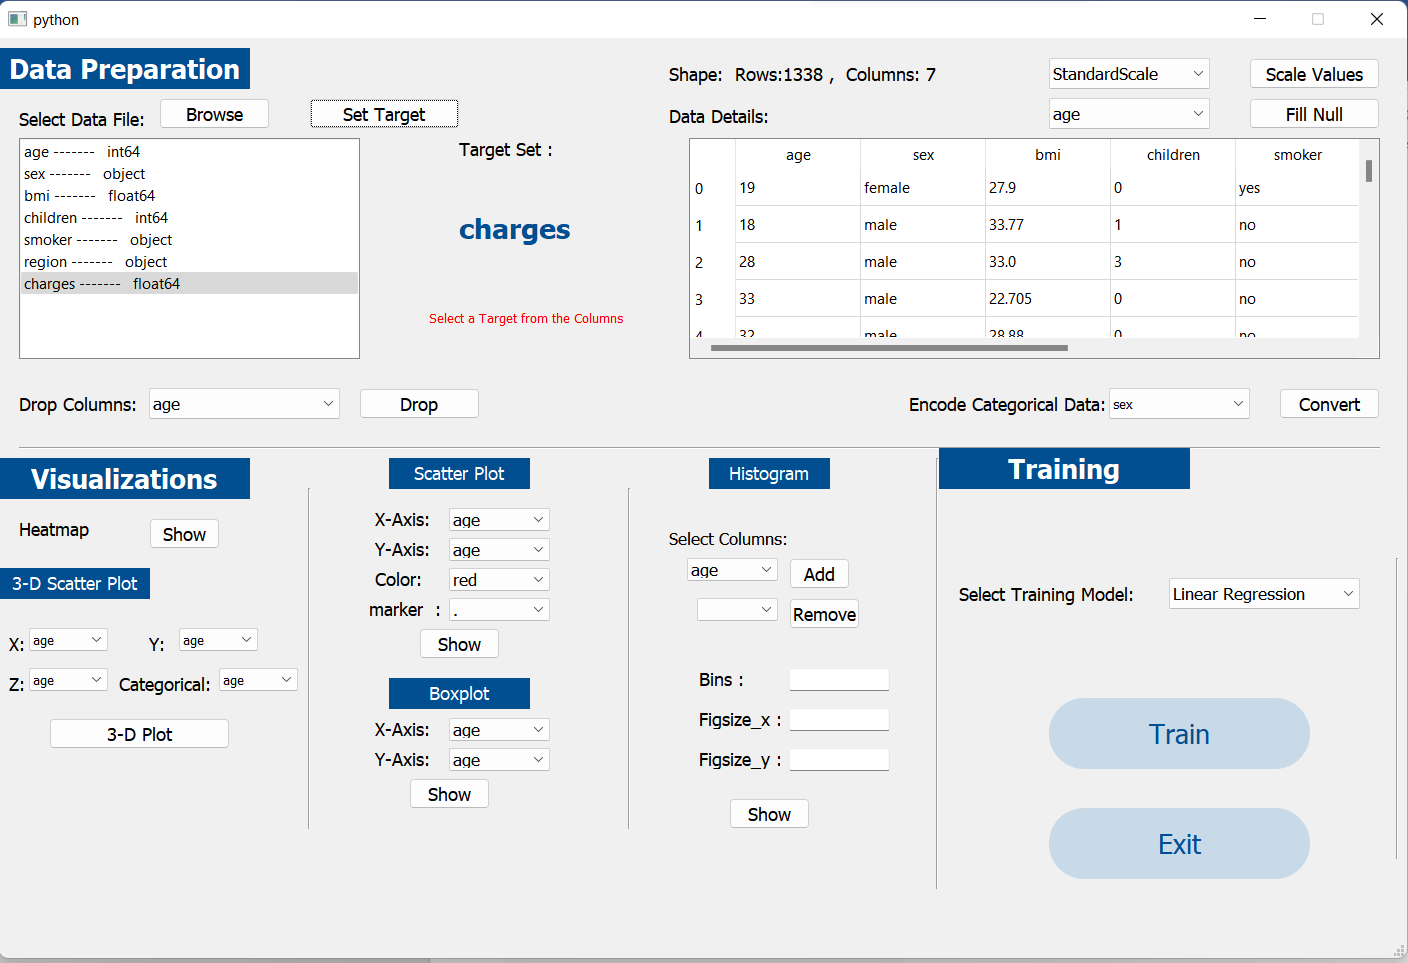 python
Data Preparation
Shape: Rows:1338 , Columns: 7
StandardScale
Scale Values
Select Data File:
Browse
Set Target
Data Details:
age
Fill Null
age ------- int64
sex ------- object
bmi ------- float64
children ------- int64
smoker ------- object
region ------- object
charges ------- float64
Target Set :
charges
Select a Target from the Columns
age sex bmi children smoker
0 19 female 27.9 0 yes
1 18 male 33.77 1 no
2 28 male 33.0 3 no
3 33 male 22.705 0 no
4 32 male 28.88 0 no
Drop Columns:
age
Drop
Encode Categorical Data:
sex
Convert
Visualizations
Heatmap
Show
3-D Scatter Plot
X: age
Y: age
Z: age
Categorical: age
3-D Plot
Scatter Plot
X-Axis: age
Y-Axis: age
Color: red
marker : .
Show
Boxplot
X-Axis: age
Y-Axis: age
Show
Histogram
Select Columns:
age
Add
Remove
Bins :
Figsize_x :
Figsize_y :
Show
Training
Select Training Model: Linear Regression
Train
Exit